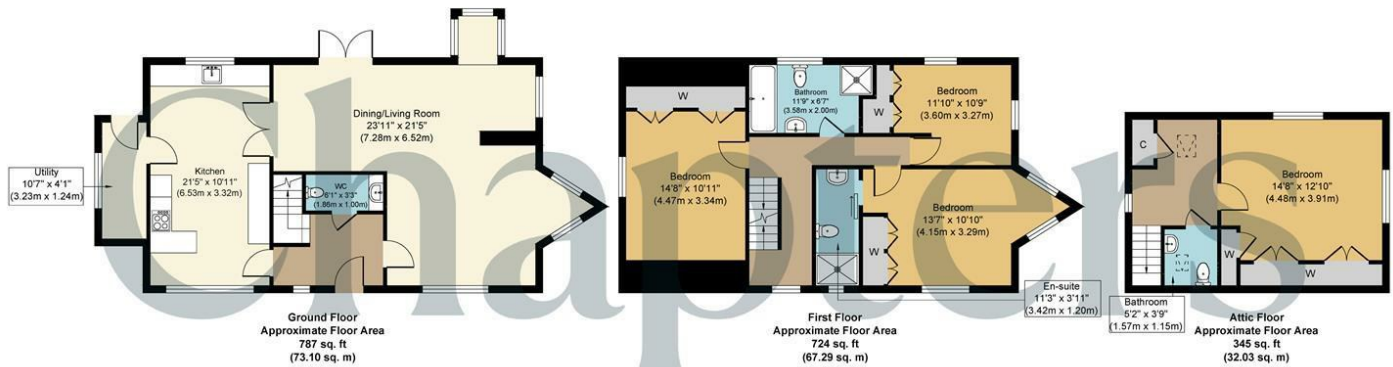 Chapters
Utility
10'7" x 4'1"
(3.23m x 1.24m)
Kitchen
21'5" x 10'11"
(6.53m x 3.32m)
Dining/Living Room
23'11" x 21'5"
(7.28m x 6.52m)
WC
6'1" x 3'3"
(1.86m x 1.00m)
Ground Floor
Approximate Floor Area
787 sq. ft
(73.10 sq. m)
W
Bedroom
14'8" x 10'11"
(4.47m x 3.34m)
Bathroom
11'9" x 6'7"
(3.58m x 2.00m)
W
Bedroom
11'10" x 10'9"
(3.60m x 3.27m)
Bedroom
13'7" x 10'10"
(4.15m x 3.29m)
W
En-suite
11'3" x 3'11"
(3.42m x 1.20m)
First Floor
Approximate Floor Area
724 sq. ft
(67.29 sq. m)
C
Bedroom
14'8" x 12'10"
(4.48m x 3.91m)
W
W
Bathroom
5'2" x 3'9"
(1.57m x 1.15m)
Attic Floor
Approximate Floor Area
345 sq. ft
(32.03 sq. m)